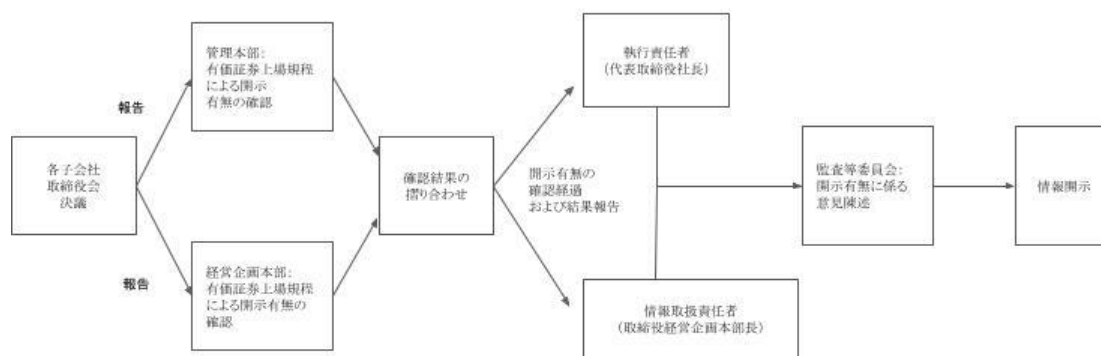 報告
各子会社
取締役会
決議
管理本部：
有価証券上場規程
による開示
有無の確認
報告
経営企画本部：
有価証券上場規程
による開示有無の
確認
確認結果の
摺り合わせ
開示有無の
確認経過
および結果報告
執行責任者
（代表取締役社長）
情報取扱責任者
（取締役経営企画本部長）
監査等委員会：
開示有無に係る
意見陳述
情報開示